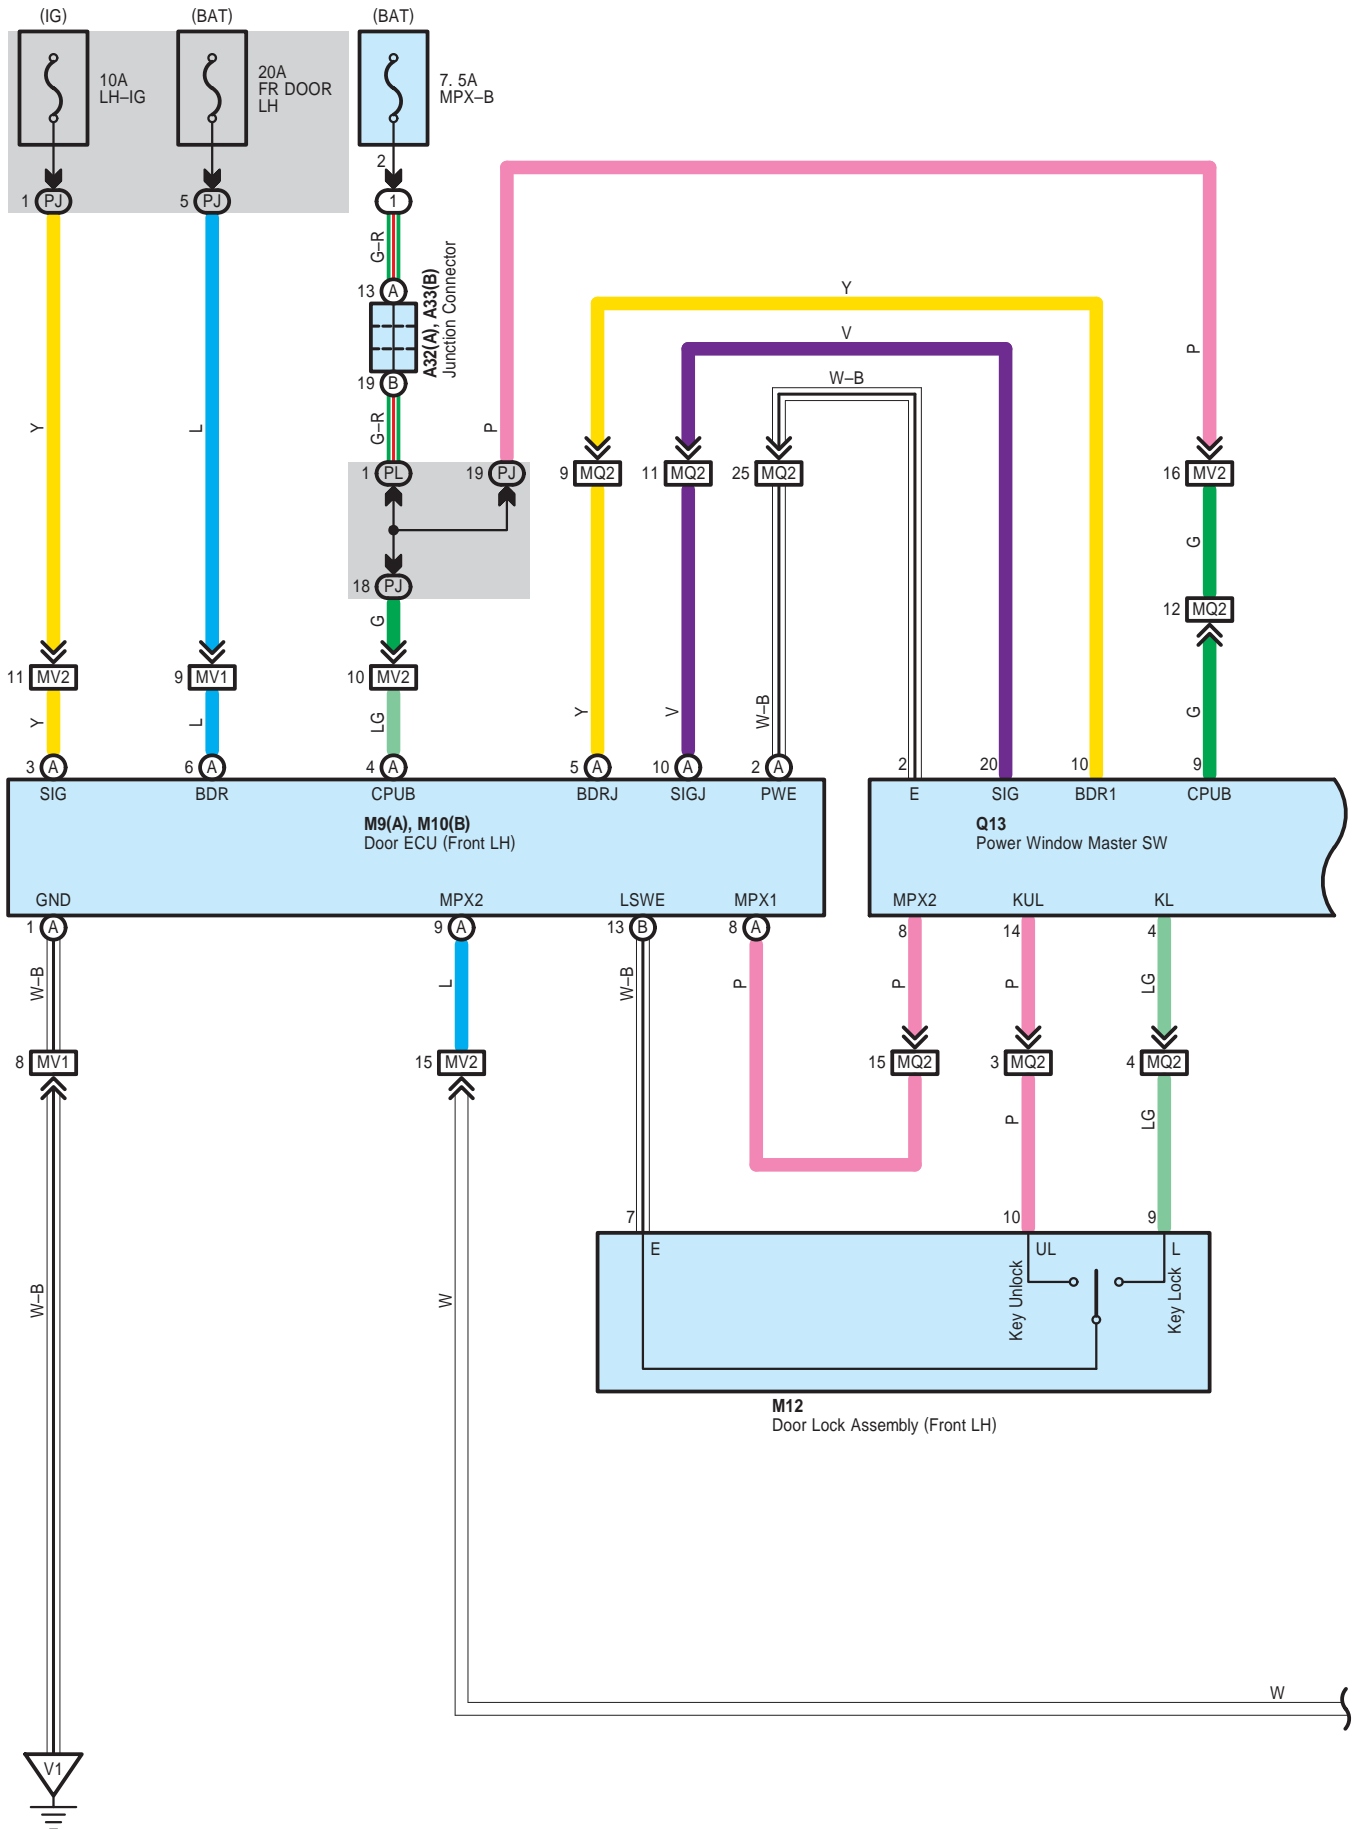 (IG)
(BAT)
(BAT)
10A
LH–IG
20A
FR DOOR
LH
7. 5A
MPX–B
2
1 PJ
5 PJ
1
G–R
13 A
A32(A), A33(B)
Junction Connector
19 B
Y
V
W–B
P
Y
L
G–R
P
1 PL
19 PJ
9 MQ2
11 MQ2
25 MQ2
16 MV2
G
18 PJ
12 MQ2
G
11 MV2
9 MV1
10 MV2
Y
L
LG
Y
V
W–B
G
3 A
6 A
4 A
5 A
10 A
2 A
2
20
10
9
SIG
BDR
CPUB
BDRJ
SIGJ
PWE
E
SIG
BDR1
CPUB
M9(A), M10(B)
Door ECU (Front LH)
Q13
Power Window Master SW
GND
MPX2
LSWE
MPX1
MPX2
KUL
KL
1 A
9 A
13 B
8 A
8
14
4
W–B
L
W–B
P
P
P
LG
8 MV1
15 MV2
15 MQ2
3 MQ2
4 MQ2
P
LG
7
10
9
E
UL
L
Key Unlock
Key Lock
W–B
W
M12
Door Lock Assembly (Front LH)
W
V1